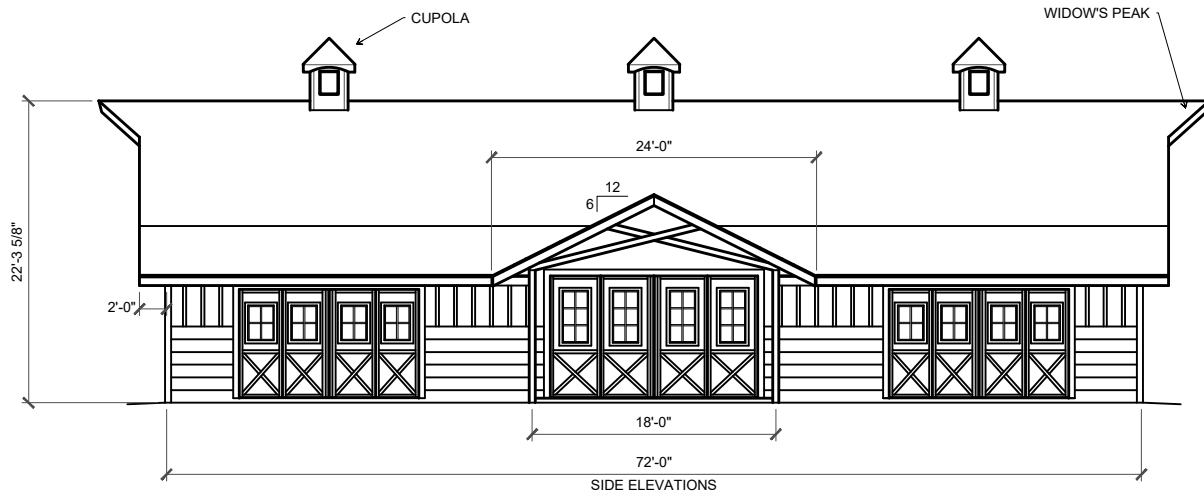 CUPOLA
WIDOW'S PEAK
24'-0"
12
6
22'-3 5/8"
2'-0"
18'-0"
72'-0"
SIDE ELEVATIONS